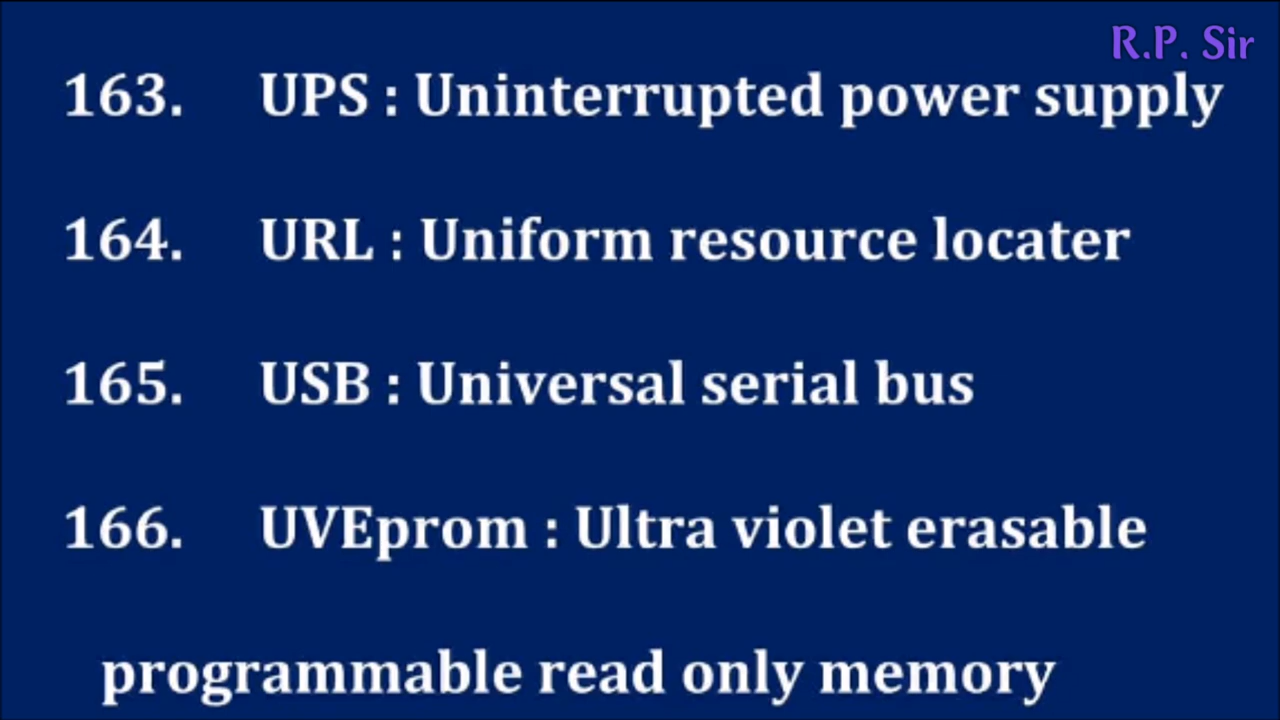 R.P. Sir
163. UPS : Uninterrupted power supply
164. URL : Uniform resource locater
165. USB : Universal serial bus
166. UVEprom : Ultra violet erasable
programmable read only memory